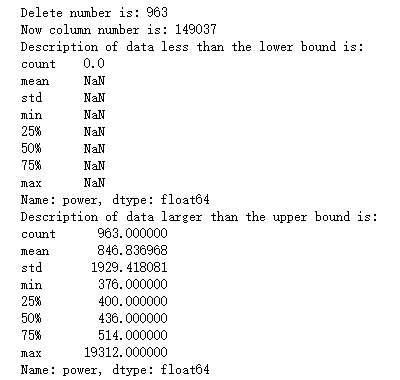 Delete number is: 963
Now column number is: 149037
Description of data less than the lower bound is:
count    0.0
mean     NaN
std      NaN
min      NaN
25%      NaN
50%      NaN
75%      NaN
max      NaN
Name: power, dtype: float64
Description of data larger than the upper bound is:
count      963.000000
mean       846.836968
std       1929.418081
min        376.000000
25%        400.000000
50%        436.000000
75%        514.000000
max      19312.000000
Name: power, dtype: float64